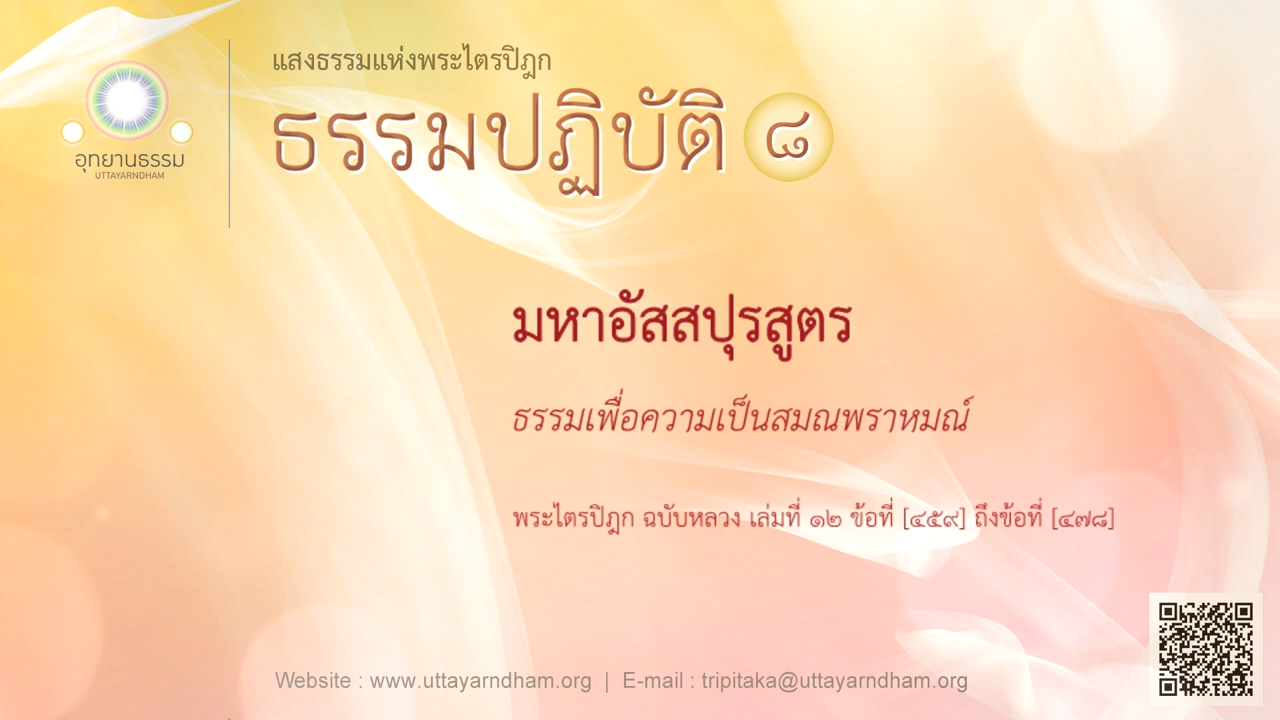 แสงธรรมแห่งพระไตรปิฎก
ธรรมปฏิบัติ ๘
อุทยานธรรม
UTTAYARNDHAM
มหาอัสสปุรสูตร
ธรรมเพื่อความเป็นสมณพราหมณ์
พระไตรปิฎก ฉบับหลวง เล่มที่ ๑๒ ข้อที่ [๔๕๙] ถึงข้อที่ [๔๗๘]
Website : www.uttayarndham.org | E-mail : tripitaka@uttayarndham.org